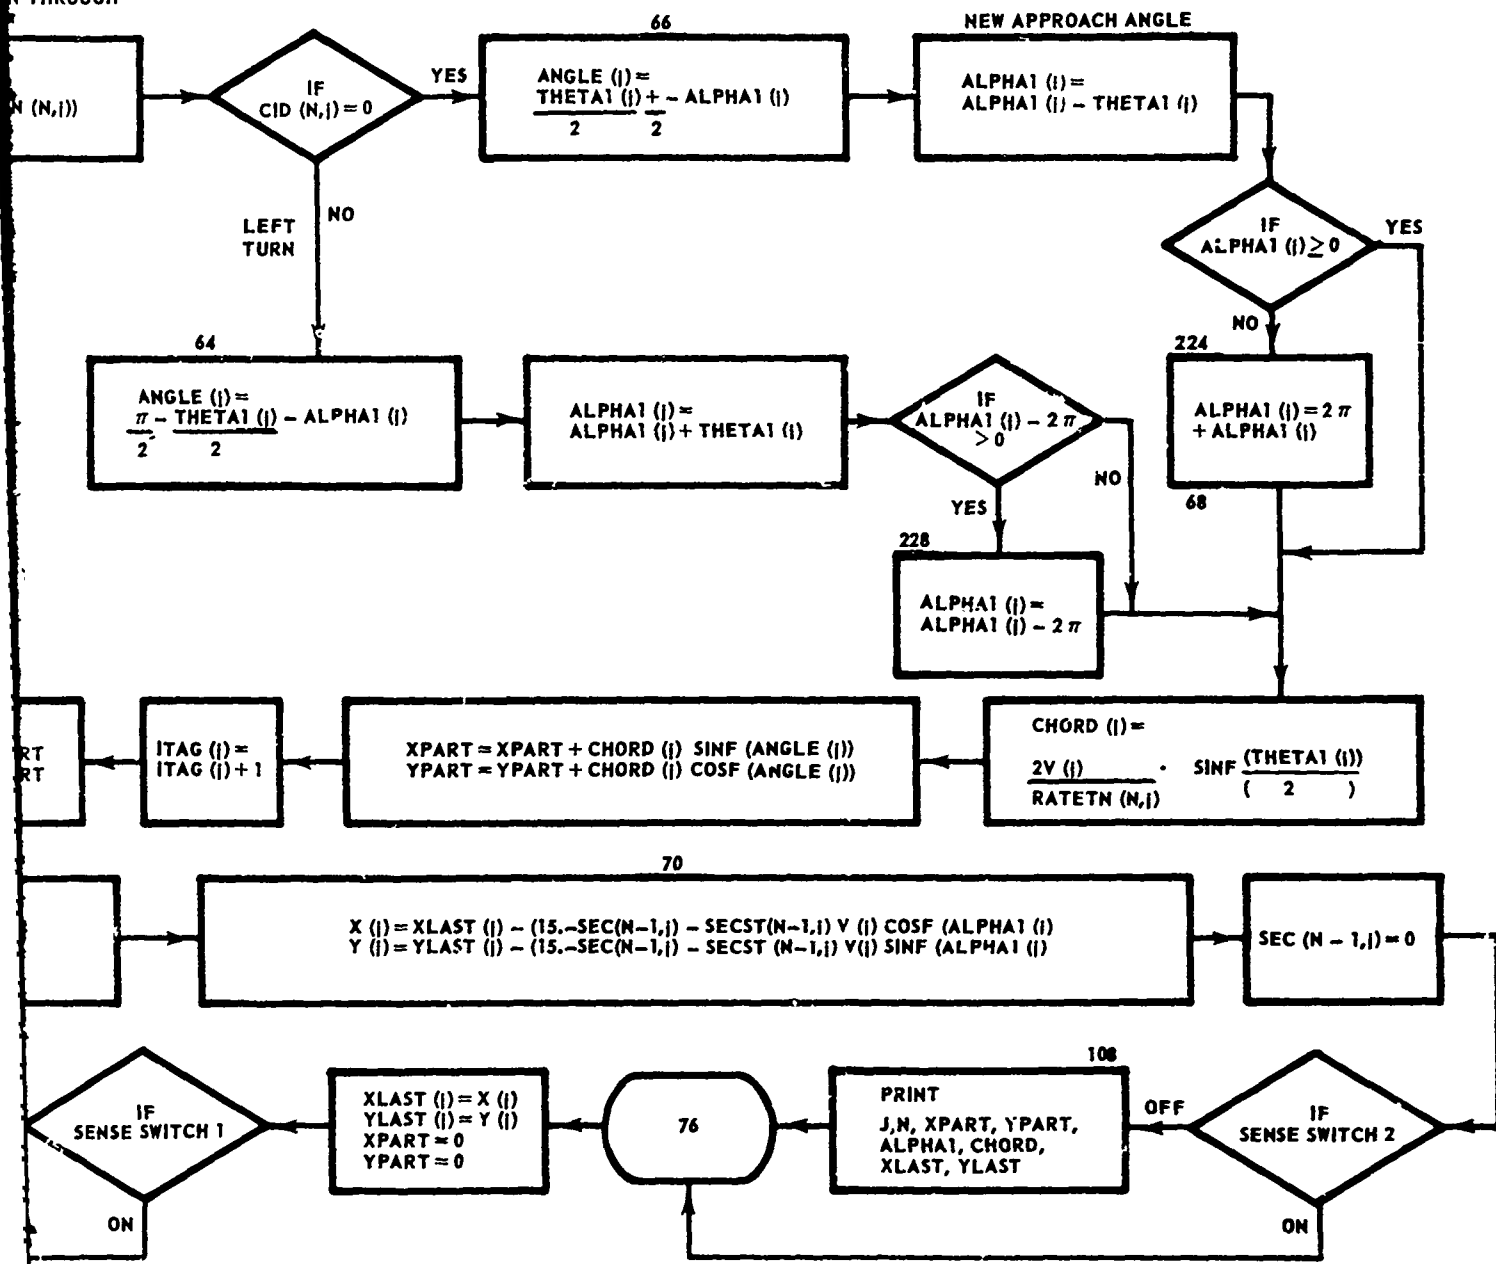 THROUGH
N (N,j))
IF
CID (N,j) = 0
YES
NO
LEFT
TURN
66
ANGLE (j) =
THETA1 (j) + - ALPHA1 (j)
2 2
NEW APPROACH ANGLE
ALPHA1 (j) =
ALPHA1 (j) - THETA1 (j)
IF
ALPHA1 (j) ≥ 0
YES
NO
224
ALPHA1 (j) = 2 π
+ ALPHA1 (j)
68
64
ANGLE (j) =
π - THETA1 (j) - ALPHA1 (j)
2 2
ALPHA1 (j) =
ALPHA1 (j) + THETA1 (j)
IF
ALPHA1 (j) - 2 π
> 0
NO
YES
228
ALPHA1 (j) =
ALPHA1 (j) - 2 π
CHORD (j) =
2V (j) · SINF (THETA1 (j))
RATETN (N,j) ( 2 )
XPART = XPART + CHORD (j) SINF (ANGLE (j))
YPART = YPART + CHORD (j) COSF (ANGLE (j))
ITAG (j) =
ITAG (j) + 1
RT
RT
70
X (j) = XLAST (j) - (15.-SEC(N-1,j) - SECST(N-1,j) V (j) COSF (ALPHA1 (j)
Y (j) = YLAST (j) - (15.-SEC(N-1,j) - SECST (N-1,j) V(j) SINF (ALPHA1 (j)
SEC (N - 1,j) = 0
IF
SENSE SWITCH 2
OFF
ON
108
PRINT
J,N, XPART, YPART,
ALPHA1, CHORD,
XLAST, YLAST
76
XLAST (j) = X (j)
YLAST (j) = Y (j)
XPART = 0
YPART = 0
IF
SENSE SWITCH 1
ON